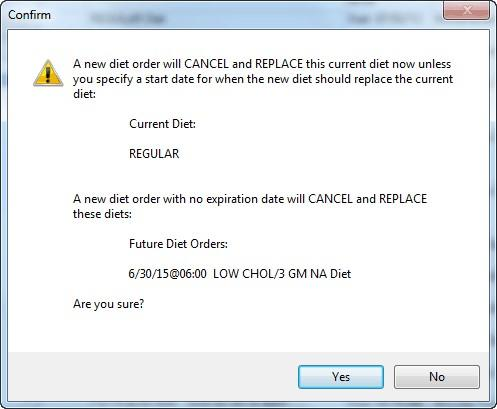 Confirm
A new diet order will CANCEL and REPLACE this current diet now unless
you specify a start date for when the new diet should replace the current
diet:
Current Diet:
REGULAR
A new diet order with no expiration date will CANCEL and REPLACE
these diets:
Future Diet Orders:
6/30/15@06:00 LOW CHOL/3 GM NA Diet
Are you sure?
Yes
No